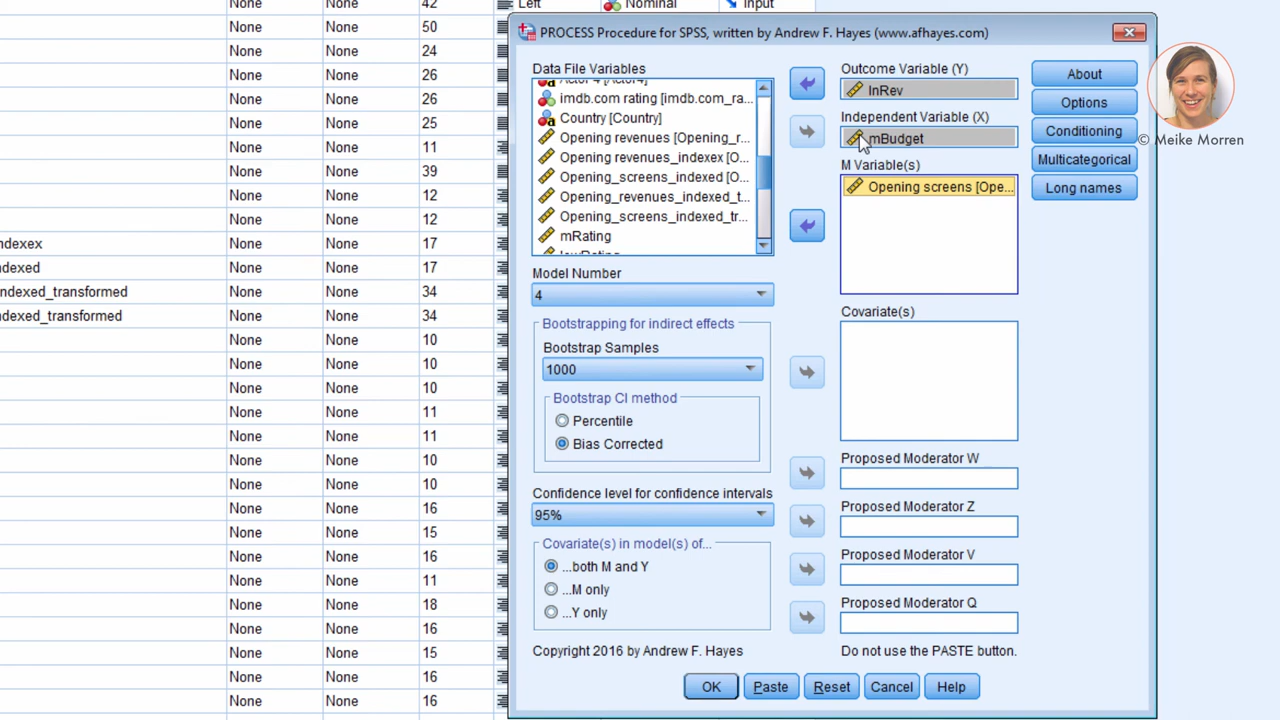 None None 42 Left Nominal Input
None None 50
None None 24
None None 26
None None 26
None None 25
None None 11
None None 39
None None 12
None None 12
ndexex None None 17
ndexed None None 17
ndexed_transformed None None 34
ndexed_transformed None None 34
None None 10
None None 10
None None 10
None None 11
None None 11
None None 10
None None 10
None None 16
None None 15
None None 16
None None 11
None None 18
None None 16
None None 15
None None 16
None None 16
PROCESS Procedure for SPSS, written by Andrew F. Hayes (www.afhayes.com)
Data File Variables
Actor 4 [Actor4]
imdb.com rating [imdb.com_ra...
Country [Country]
Opening revenues [Opening_r...
Opening revenues_indexex [O...
Opening_screens_indexed [O...
Opening_revenues_indexed_t...
Opening_screens_indexed_tr...
mRating
lowRating
Model Number
4
Bootstrapping for indirect effects
Bootstrap Samples
1000
Bootstrap CI method
Percentile
Bias Corrected
Confidence level for confidence intervals
95%
Covariate(s) in model(s) of...
...both M and Y
...M only
...Y only
Copyright 2016 by Andrew F. Hayes
Outcome Variable (Y)
lnRev
Independent Variable (X)
mBudget
M Variable(s)
Opening screens [Ope...
Covariate(s)
Proposed Moderator W
Proposed Moderator Z
Proposed Moderator V
Proposed Moderator Q
Do not use the PASTE button.
About
Options
Conditioning
Multicategorical
Long names
OK Paste Reset Cancel Help
© Meike Morren